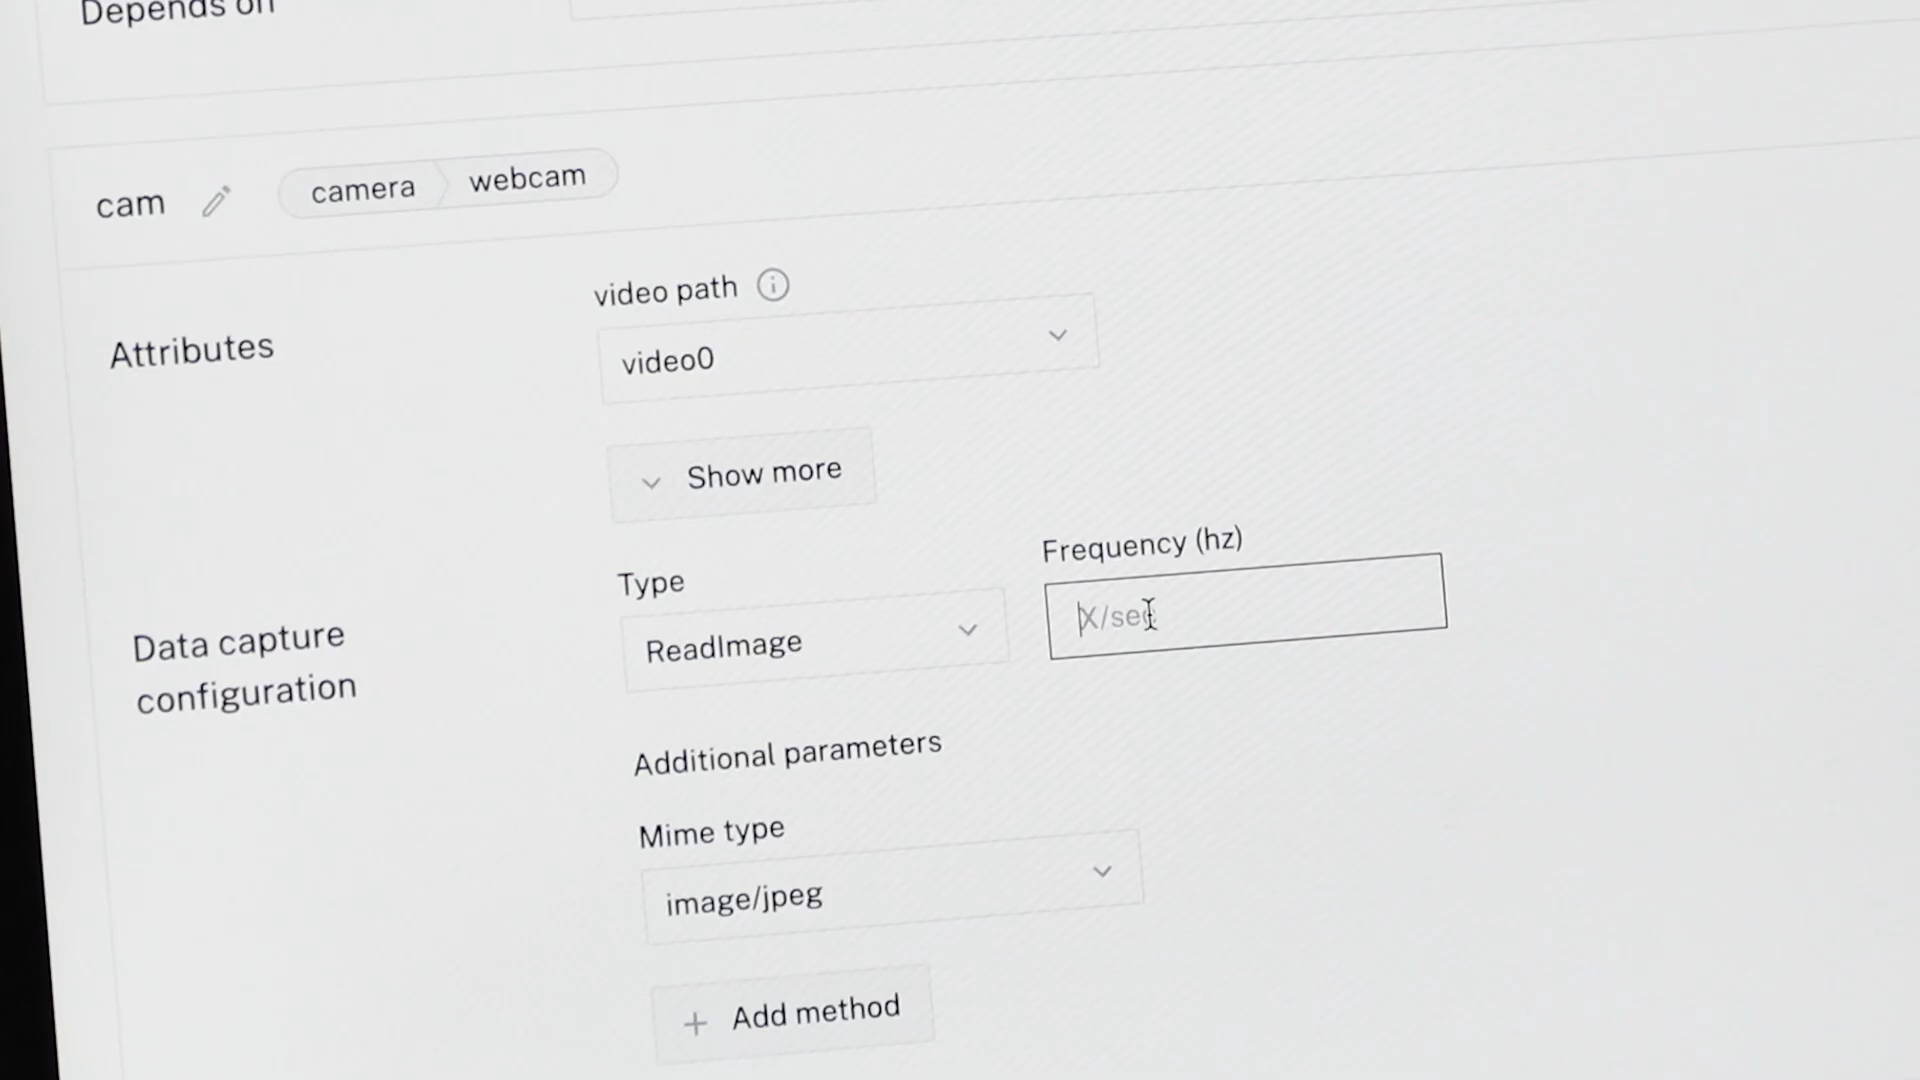 Depends on
cam
camera
webcam
video path
Attributes
video0
Show more
Type
Frequency (hz)
Data capture
configuration
ReadImage
X/sec
Additional parameters
Mime type
image/jpeg
Add method